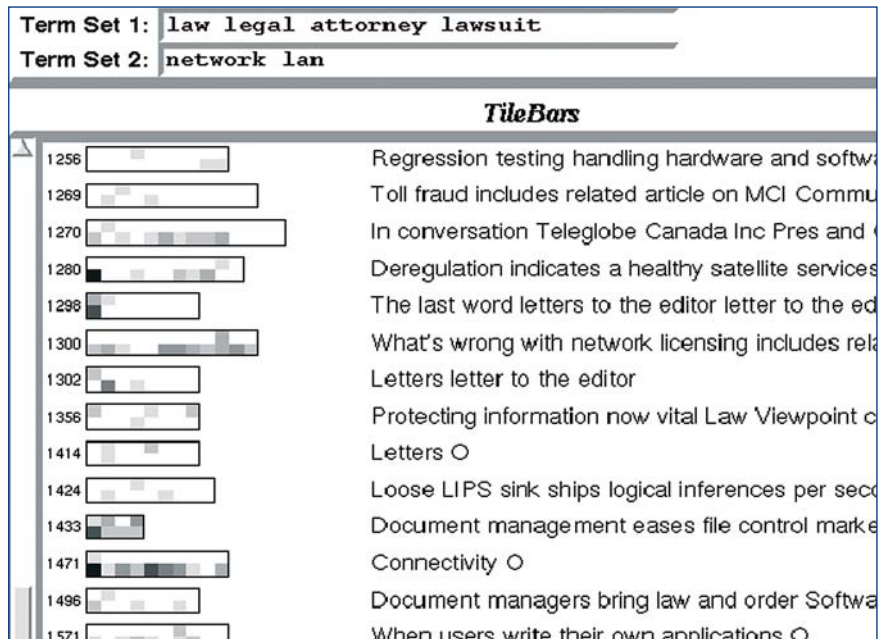 Term Set 1: law legal attorney lawsuit
Term Set 2: network lan
TileBars
1256 Regression testing handling hardware and softwa
1269 Toll fraud includes related article on MCI Commu
1270 In conversation Teleglobe Canada Inc Pres and
1280 Deregulation indicates a healthy satellite services
1298 The last word letters to the editor letter to the ed
1300 What's wrong with network licensing includes rela
1302 Letters letter to the editor
1356 Protecting information now vital Law Viewpoint c
1414 Letters O
1424 Loose LIPS sink ships logical inferences per seco
1433 Document management eases file control marke
1471 Connectivity O
1496 Document managers bring law and order Softwa
1571 When users write their own applications O